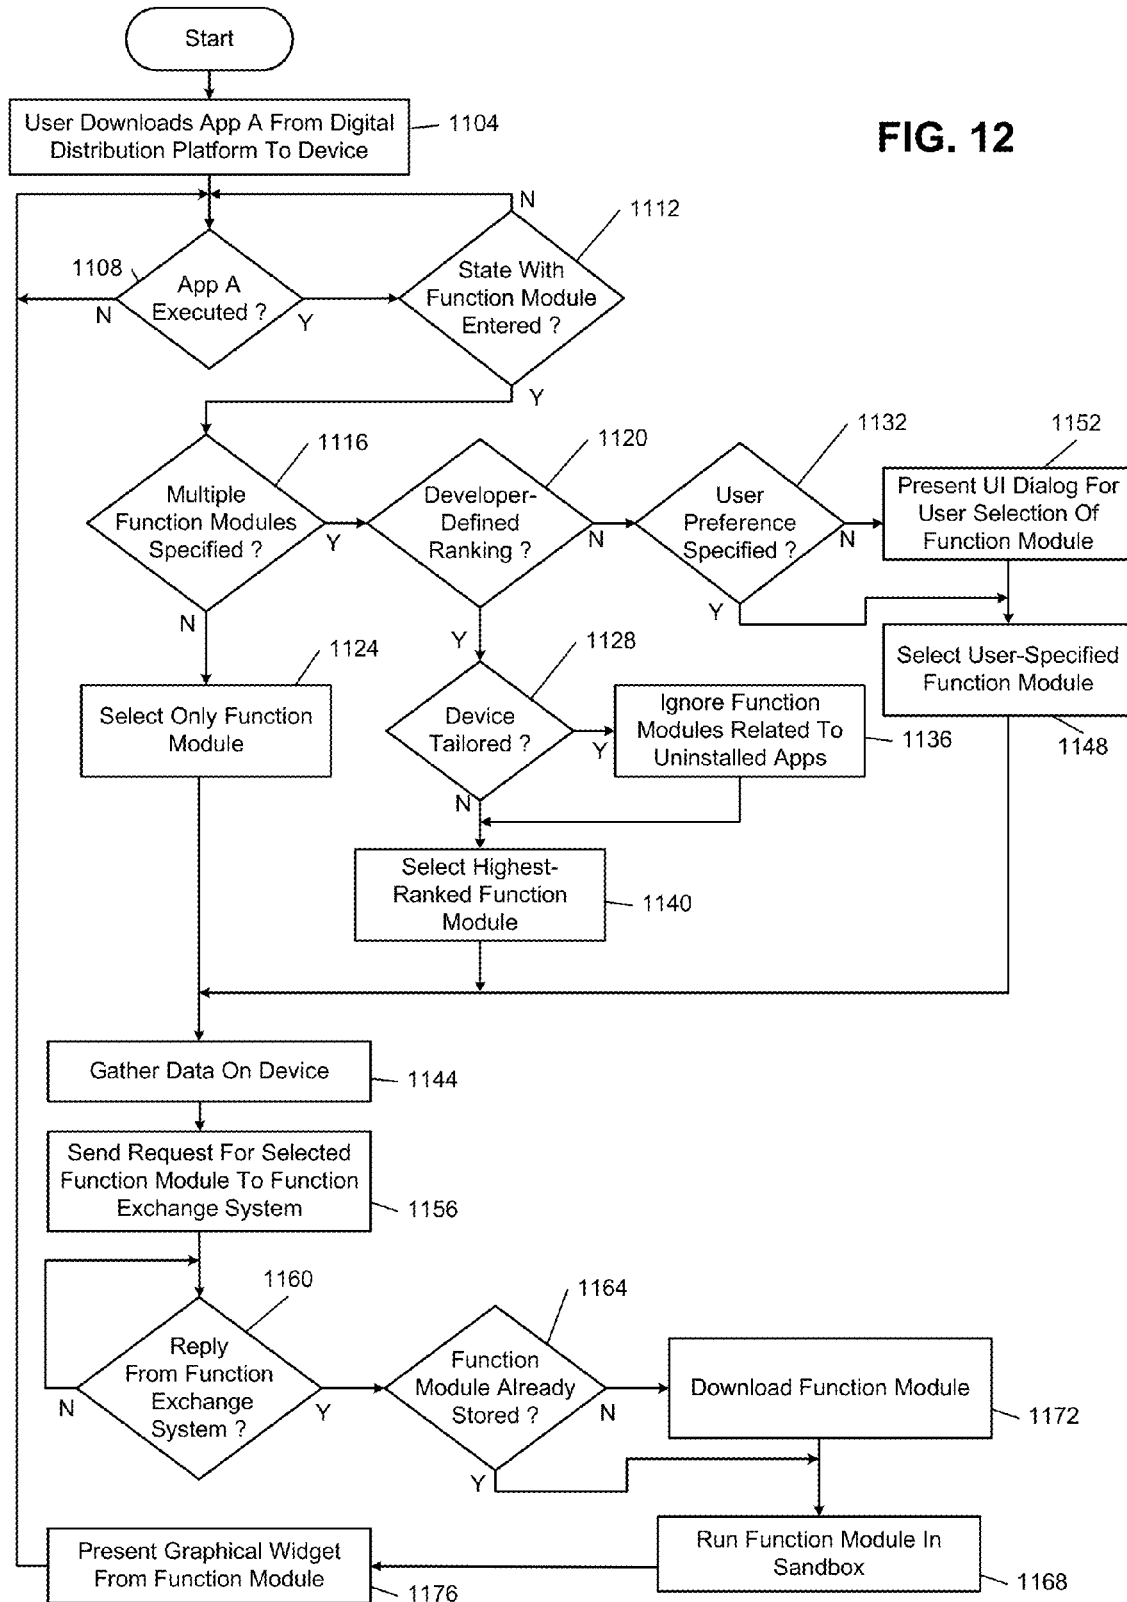 Start
User Downloads App A From Digital
Distribution Platform To Device
1104
FIG. 12
N
1112
1108
App A
Executed ?
N
Y
State With
Function Module
Entered ?
Y
1116
Multiple
Function Modules
Specified ?
Y
N
1120
Developer-
Defined
Ranking ?
N
Y
1132
User
Preference
Specified ?
N
Y
1152
Present UI Dialog For
User Selection Of
Function Module
1124
Select Only Function
Module
1128
Device
Tailored ?
Y
N
Ignore Function
Modules Related To
Uninstalled Apps
1136
Select User-Specified
Function Module
1148
Select Highest-
Ranked Function
Module
1140
Gather Data On Device
1144
Send Request For Selected
Function Module To Function
Exchange System
1156
1160
Reply
From Function
Exchange
System ?
N
Y
1164
Function
Module Already
Stored ?
N
Y
Download Function Module
1172
Present Graphical Widget
From Function Module
1176
Run Function Module In
Sandbox
1168